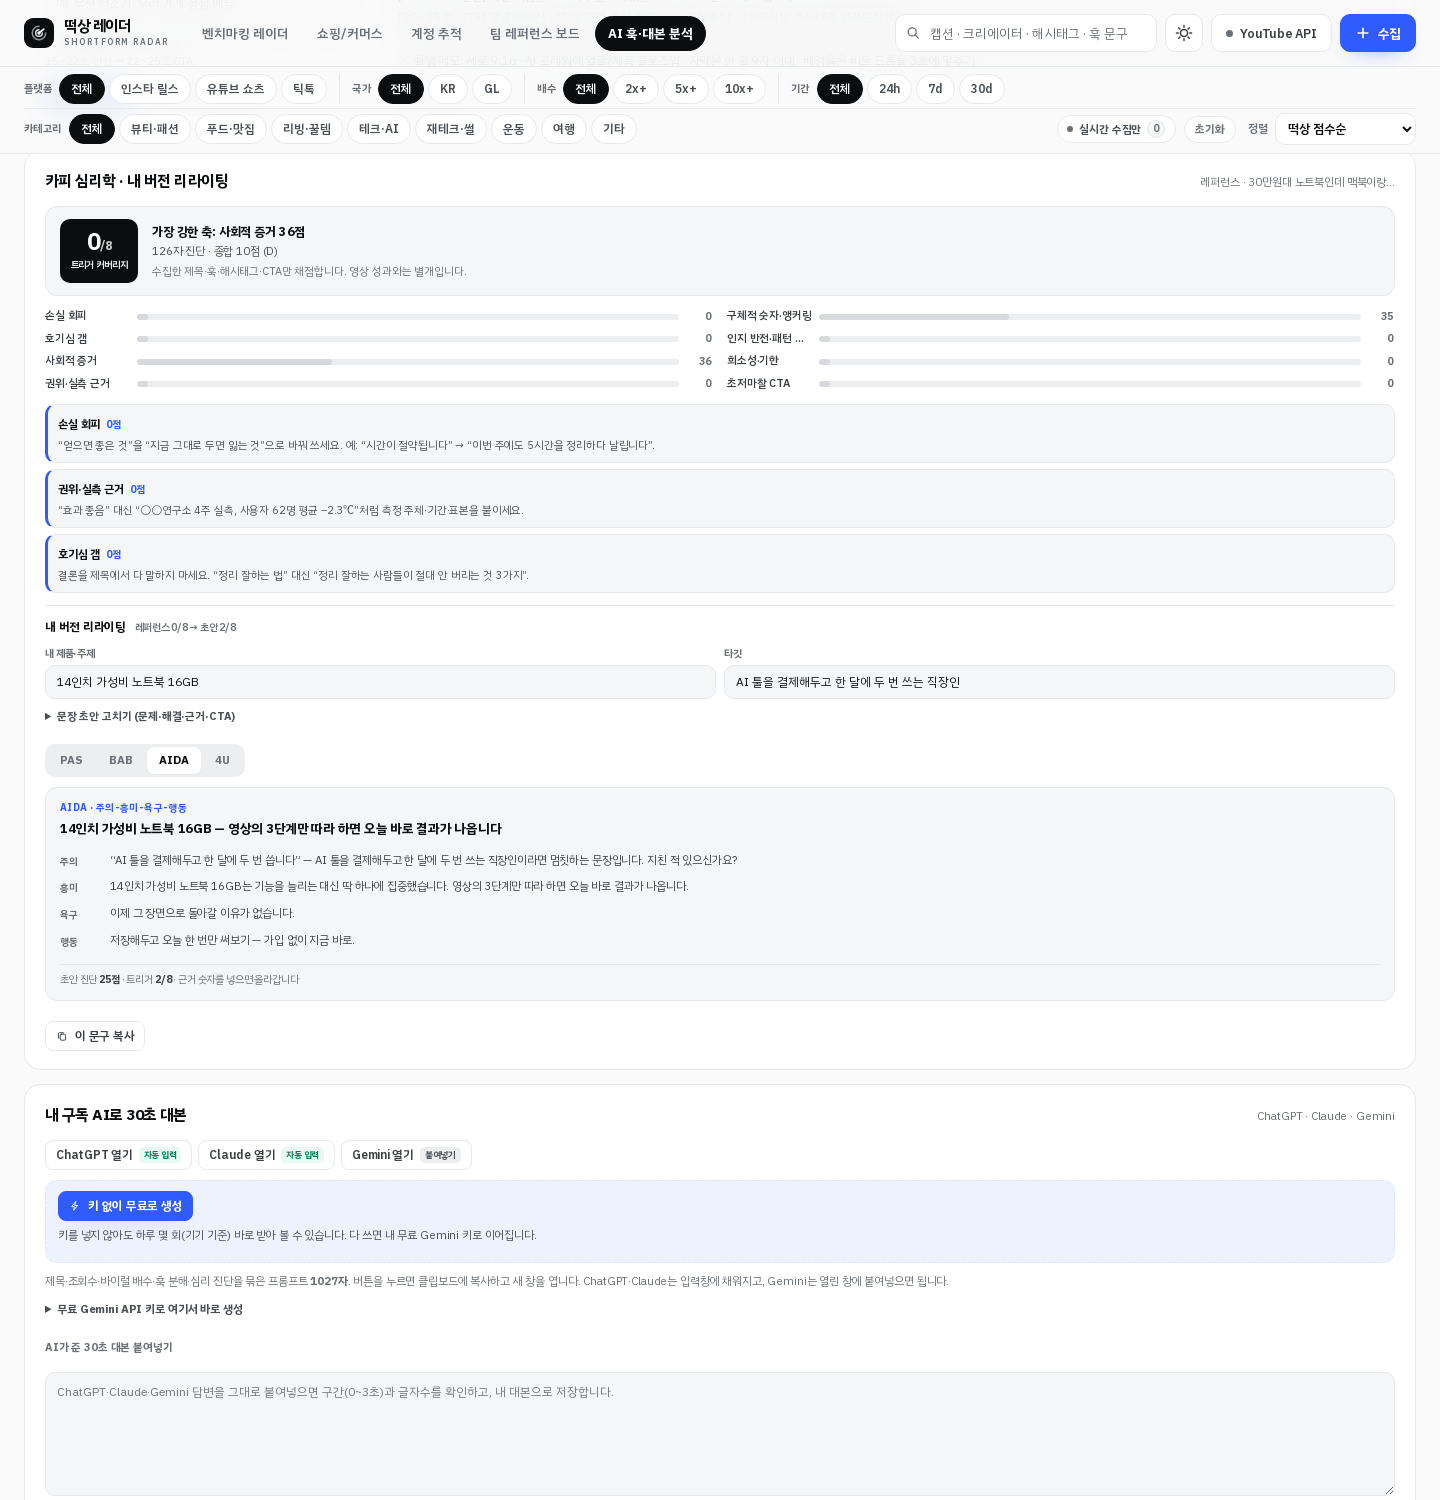 떡상 레이더
SHORTFORM RADAR
벤치마킹 레이더
쇼핑/커머스
계정 추적
팀 레퍼런스 보드
AI 훅·대본 분석
캡션 · 크리에이터 · 해시태그 · 훅 문구
YouTube API
수집
플랫폼 전체 인스타 릴스 유튜브 쇼츠 틱톡 국가 전체 KR GL 배수 전체 2x+ 5x+ 10x+ 기간 전체 24h 7d 30d
카테고리 전체 뷰티·패션 푸드·맛집 리빙·꿀템 테크·AI 재테크·썰 운동 여행 기타 실시간 수집만 0 초기화 정렬 떡상 점수순
카피 심리학 · 내 버전 리라이팅
레퍼런스 · 30만원대 노트북인데 맥북이랑...
0/8
트리거 커버리지
가장 강한 축: 사회적 증거 36점
126자 진단 · 종합 10점 (D)
수집한 제목·훅·해시태그·CTA만 채점합니다. 영상 성과와는 별개입니다.
손실 회피 0 구체적 숫자·앵커링 35
호기심 갭 0 인지 반전·패턴 ... 0
사회적 증거 36 희소성·기한 0
권위·실측 근거 0 초저마찰 CTA 0
손실 회피 0점
“얻으면 좋은 것”을 “지금 그대로 두면 잃는 것”으로 바꿔 쓰세요. 예: “시간이 절약됩니다” → “이번 주에도 5시간을 정리하다 날립니다”.
권위·실측 근거 0점
“효과 좋음” 대신 “○○연구소 4주 실측, 사용자 62명 평균 −2.3℃”처럼 측정 주체·기간·표본을 붙이세요.
호기심 갭 0점
결론을 제목에서 다 말하지 마세요. “정리 잘하는 법” 대신 “정리 잘하는 사람들이 절대 안 버리는 것 3가지”.
내 버전 리라이팅 레퍼런스 0/8 → 초안 2/8
내 제품·주제
타깃
14인치 가성비 노트북 16GB
AI 툴을 결제해두고 한 달에 두 번 쓰는 직장인
▶ 문장 초안 고치기 (문제·해결·근거·CTA)
PAS BAB AIDA 4U
AIDA · 주의-흥미-욕구-행동
14인치 가성비 노트북 16GB — 영상의 3단계만 따라 하면 오늘 바로 결과가 나옵니다
주의 “AI 툴을 결제해두고 한 달에 두 번 씁니다” — AI 툴을 결제해두고 한 달에 두 번 쓰는 직장인이라면 멈칫하는 문장입니다. 지친 적 있으신가요?
흥미 14인치 가성비 노트북 16GB는 기능을 늘리는 대신 딱 하나에 집중했습니다. 영상의 3단계만 따라 하면 오늘 바로 결과가 나옵니다.
욕구 이제 그 장면으로 돌아갈 이유가 없습니다.
행동 저장해두고 오늘 한 번만 써보기 — 가입 없이 지금 바로.
초안 진단 25점 · 트리거 2/8 · 근거 숫자를 넣으면 올라갑니다
이 문구 복사
내 구독 AI로 30초 대본
ChatGPT · Claude · Gemini
ChatGPT 열기 자동 입력 Claude 열기 자동 입력 Gemini 열기 붙여넣기
키 없이 무료로 생성
키를 넣지 않아도 하루 몇 회(기기 기준) 바로 받아 볼 수 있습니다. 다 쓰면 내 무료 Gemini 키로 이어집니다.
제목·조회수·바이럴 배수·훅 분해·심리 진단을 묶은 프롬프트 1027자. 버튼을 누르면 클립보드에 복사하고 새 창을 엽니다. ChatGPT·Claude는 입력창에 채워지고, Gemini는 열린 창에 붙여넣으면 됩니다.
▶ 무료 Gemini API 키로 여기서 바로 생성
AI가 준 30초 대본 붙여넣기
ChatGPT·Claude·Gemini 답변을 그대로 붙여넣으면 구간(0~3초)과 글자수를 확인하고, 내 대본으로 저장합니다.